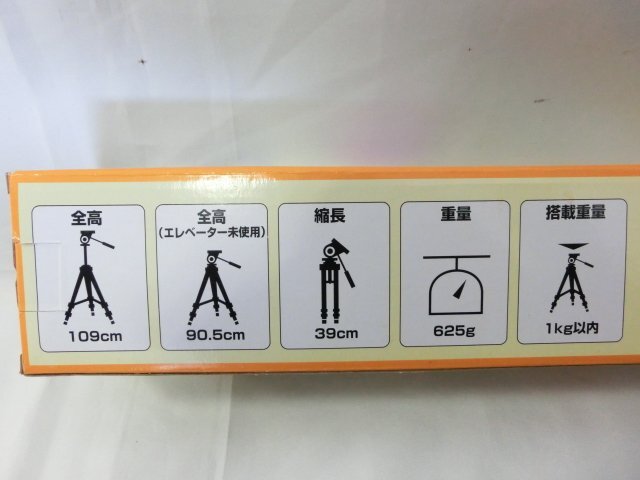 全高
109cm
全高
(エレベーター未使用)
90.5cm
縮長
39cm
重量
625g
搭載重量
1kg以内